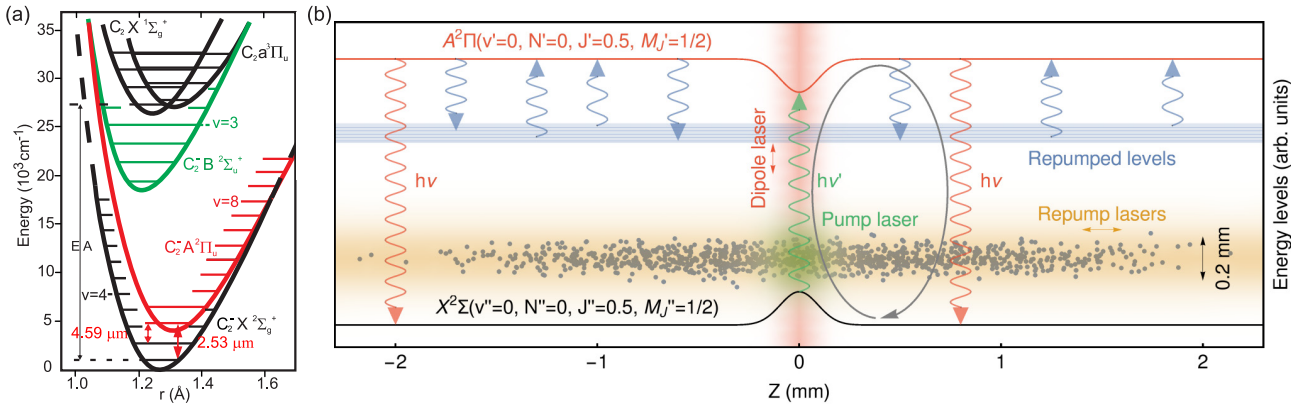 (a)
Energy (10³cm⁻¹)
35
30
25
20
15
10
5
0
C₂ X ¹Σg⁺
C₂a³Πᵤ
v=3
C₂⁻B ²Σᵤ⁺
v=8
C₂⁻A²Πᵤ
EA
v=4
C₂⁻X ²Σg⁺
4.59 μm
2.53 μm
1.0 1.2 1.4 1.6
r (Å)
(b)
A²Π(v'=0, N'=0, J'=0.5, M_J'=1/2)
Dipole laser
hν
hν'
hν
Repumped levels
Pump laser
Repump lasers
0.2 mm
X²Σ(v''=0, N''=0, J''=0.5, M_J''=1/2)
−2 −1 0 1 2
Z (mm)
Energy levels (arb. units)